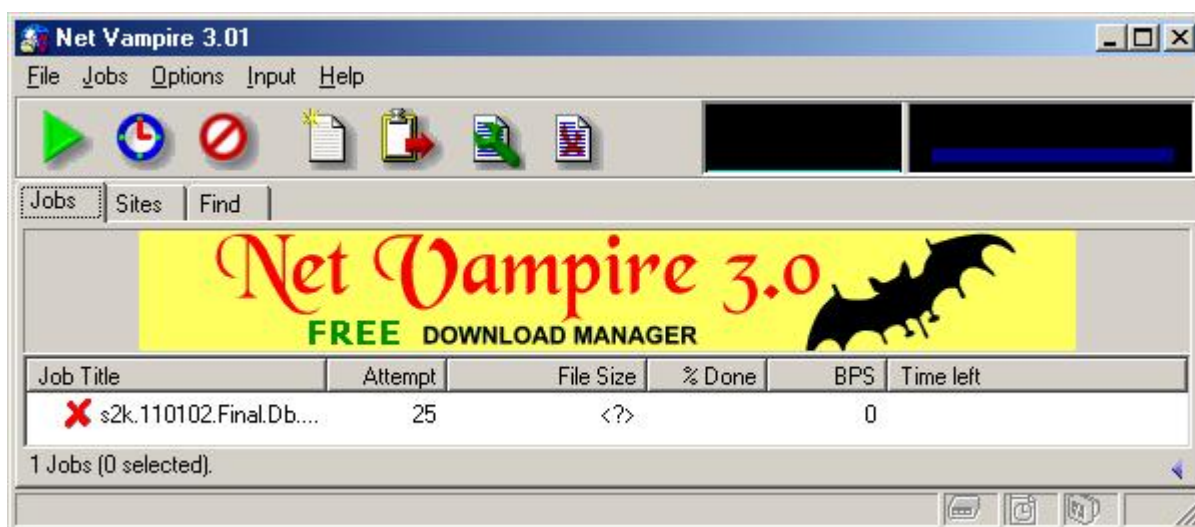 Net Vampire 3.01
File Jobs Options Input Help
Jobs Sites Find
Net Vampire 3.0
FREE DOWNLOAD MANAGER
Job Title Attempt File Size % Done BPS Time left
s2k.110102.Final.Db.... 25 <?> 0
1 Jobs (0 selected).